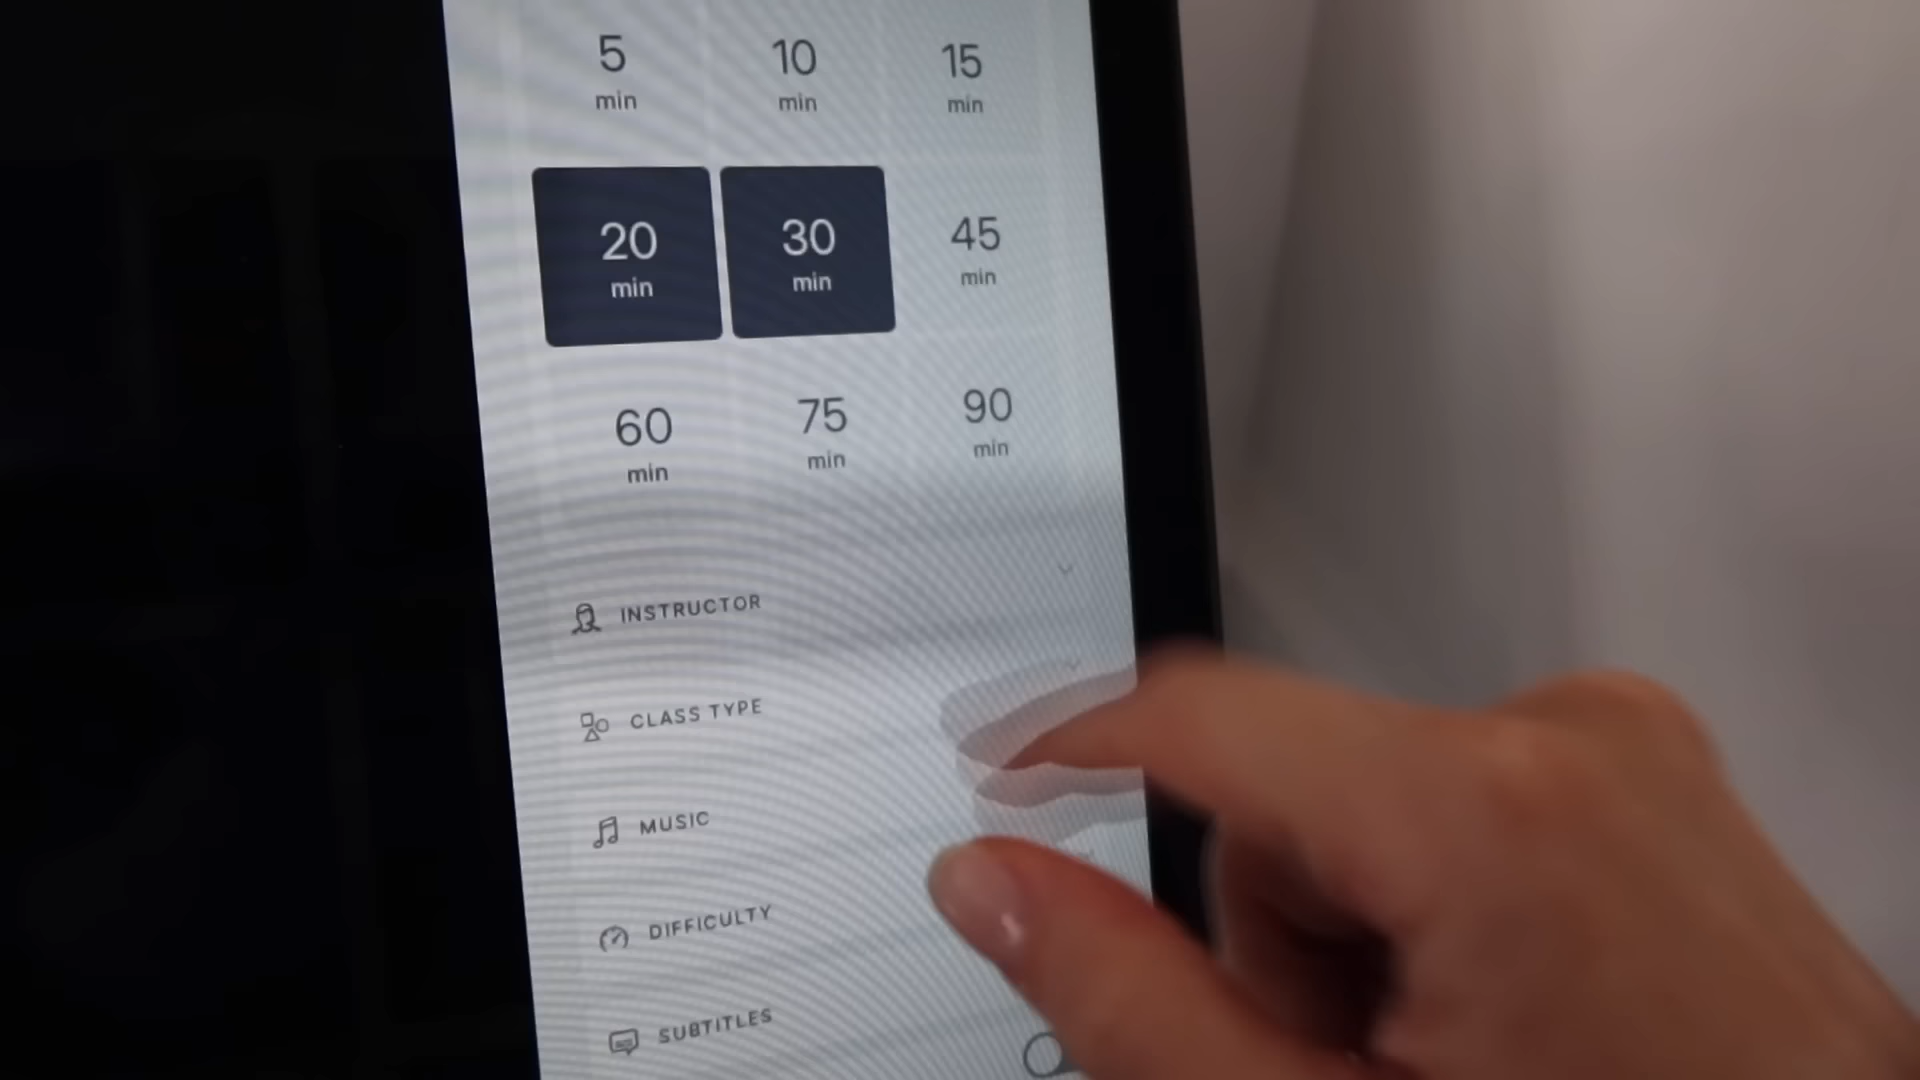 5 min
10 min
15 min
20 min
30 min
45 min
60 min
75 min
90 min
INSTRUCTOR
CLASS TYPE
MUSIC
DIFFICULTY
SUBTITLES